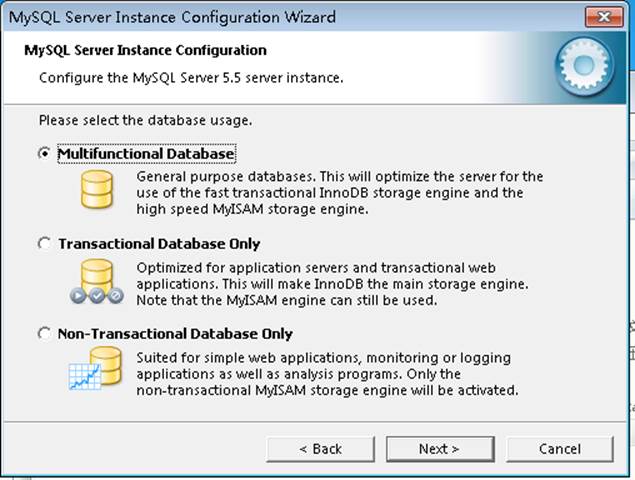 MySQL Server Instance Configuration Wizard
MySQL Server Instance Configuration
Configure the MySQL Server 5.5 server instance.
Please select the database usage.
Multifunctional Database
General purpose databases. This will optimize the server for the
use of the fast transactional InnoDB storage engine and the
high speed MyISAM storage engine.
Transactional Database Only
Optimized for application servers and transactional web
applications. This will make InnoDB the main storage engine.
Note that the MyISAM engine can still be used.
Non-Transactional Database Only
Suited for simple web applications, monitoring or logging
applications as well as analysis programs. Only the
non-transactional MyISAM storage engine will be activated.
< Back
Next >
Cancel